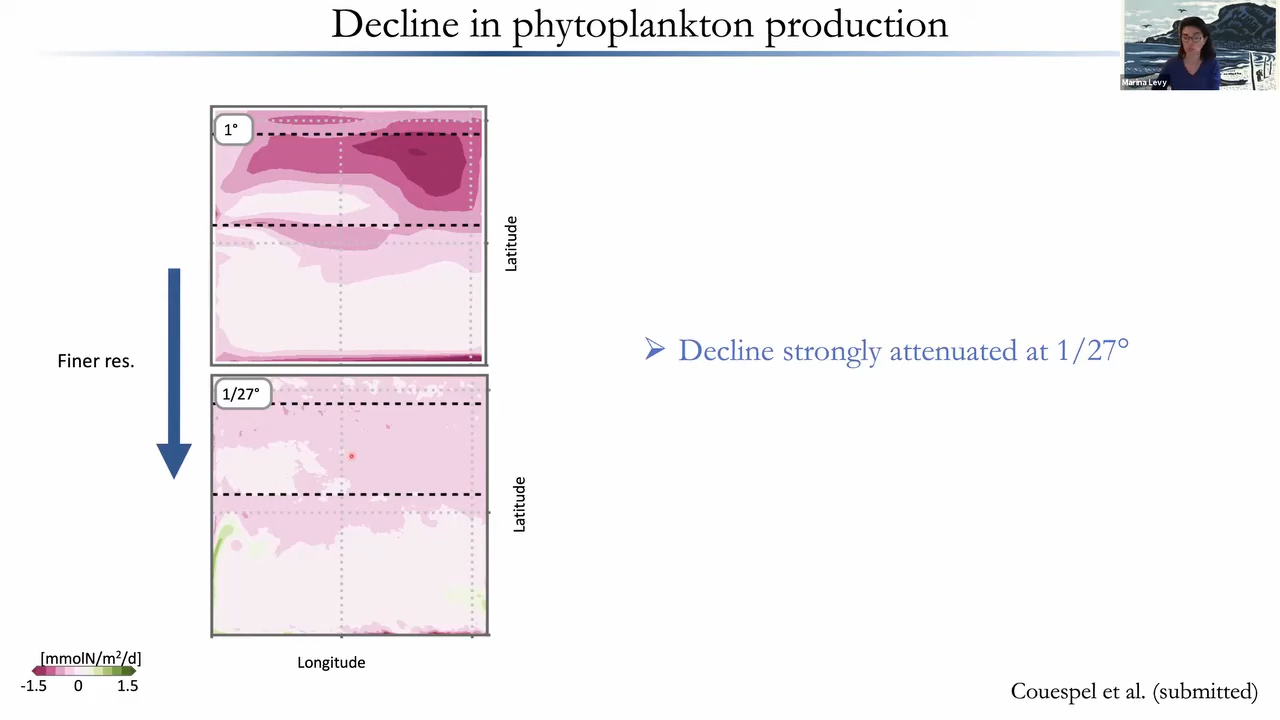 Decline in phytoplankton production
Marina Levy
1°
Latitude
Finer res.
➢ Decline strongly attenuated at 1/27°
1/27°
Latitude
[mmolN/m²/d]
-1.5 0 1.5
Longitude
Couespel et al. (submitted)